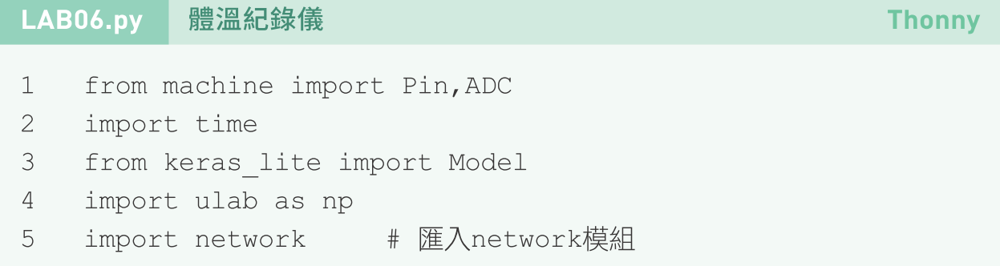 LAB06.py 體溫紀錄儀 Thonny
1 from machine import Pin,ADC
2 import time
3 from keras_lite import Model
4 import ulab as np
5 import network # 匯入network模組